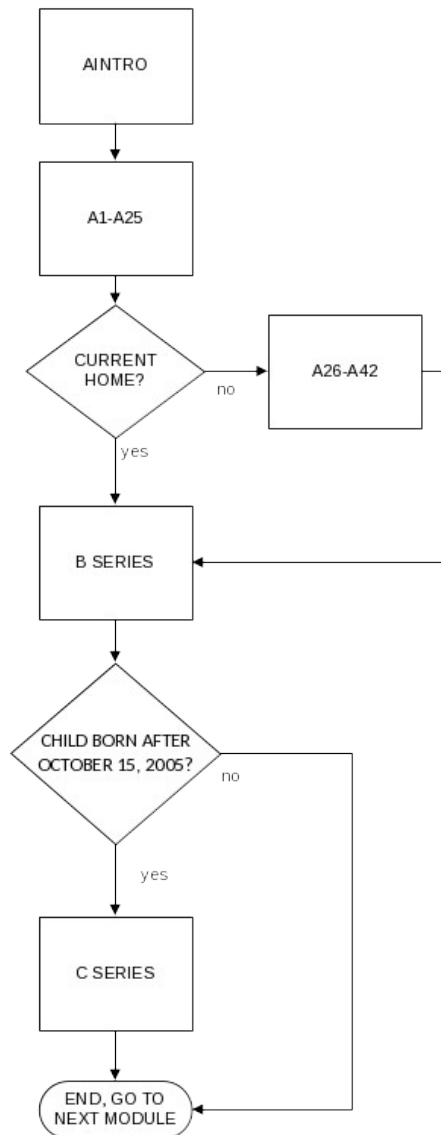 AINTRO
A1-A25
CURRENT
HOME?
no
A26-A42
yes
B SERIES
CHILD BORN AFTER
OCTOBER 15, 2005?
no
yes
C SERIES
END, GO TO
NEXT MODULE